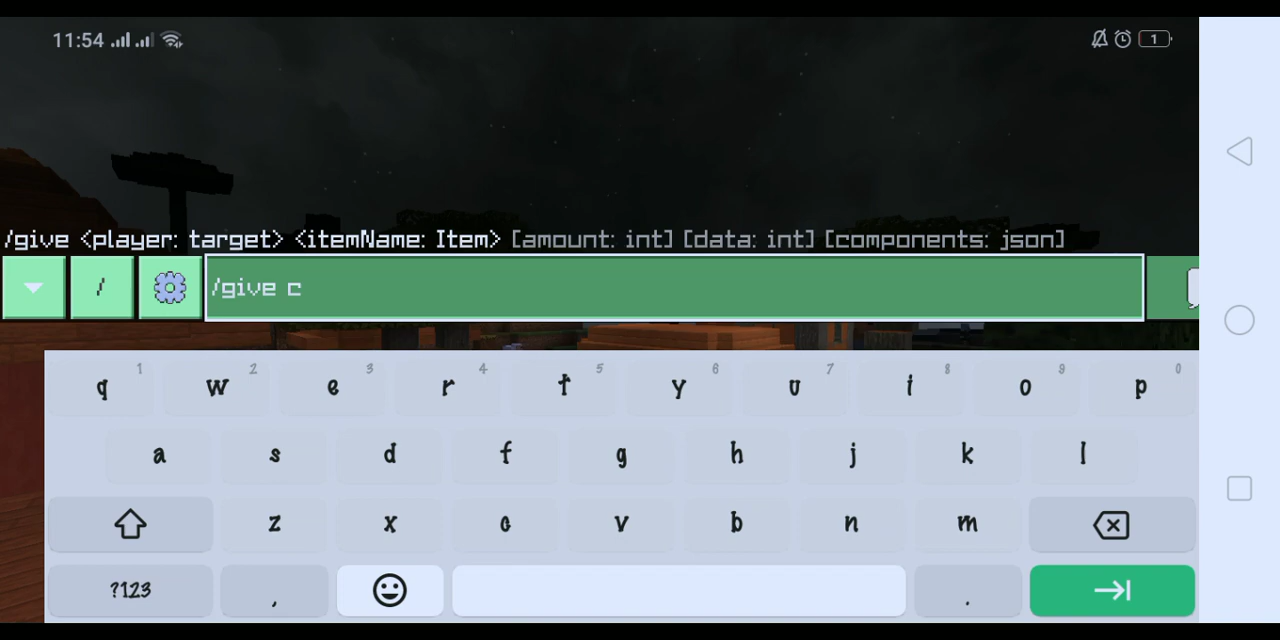 11:54
1
/give <player: target> <itemName: Item> [amount: int] [data: int] [components: json]
/
/give c
1 2 3 4 5 6 7 8 9 0
q w e r t y u i o p
a s d f g h j k l
z x c v b n m
?123 , .